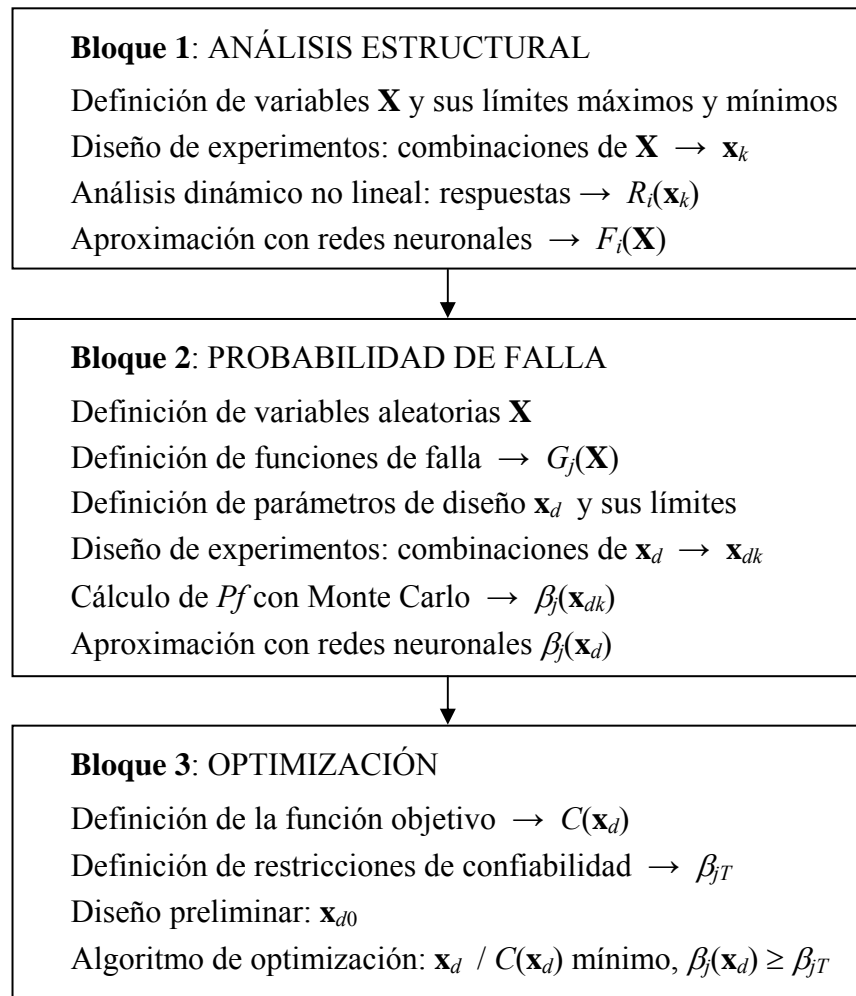 Bloque 1: ANÁLISIS ESTRUCTURAL
Definición de variables X y sus límites máximos y mínimos
Diseño de experimentos: combinaciones de X → xk
Análisis dinámico no lineal: respuestas → Ri(xk)
Aproximación con redes neuronales → Fi(X)
Bloque 2: PROBABILIDAD DE FALLA
Definición de variables aleatorias X
Definición de funciones de falla → Gj(X)
Definición de parámetros de diseño xd y sus límites
Diseño de experimentos: combinaciones de xd → xdk
Cálculo de Pf con Monte Carlo → βj(xdk)
Aproximación con redes neuronales βj(xd)
Bloque 3: OPTIMIZACIÓN
Definición de la función objetivo → C(xd)
Definición de restricciones de confiabilidad → βjT
Diseño preliminar: xd0
Algoritmo de optimización: xd / C(xd) mínimo, βj(xd) ≥ βjT